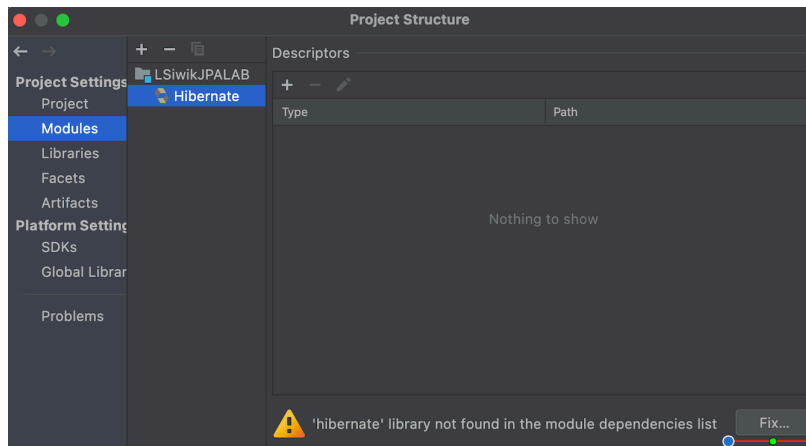 Project Structure
Project Settings
Project
Modules
Libraries
Facets
Artifacts
Platform Setting
SDKs
Global Librar
Problems
LSiwikJPALAB
Hibernate
Descriptors
Type Path
Nothing to show
'hibernate' library not found in the module dependencies list
Fix...